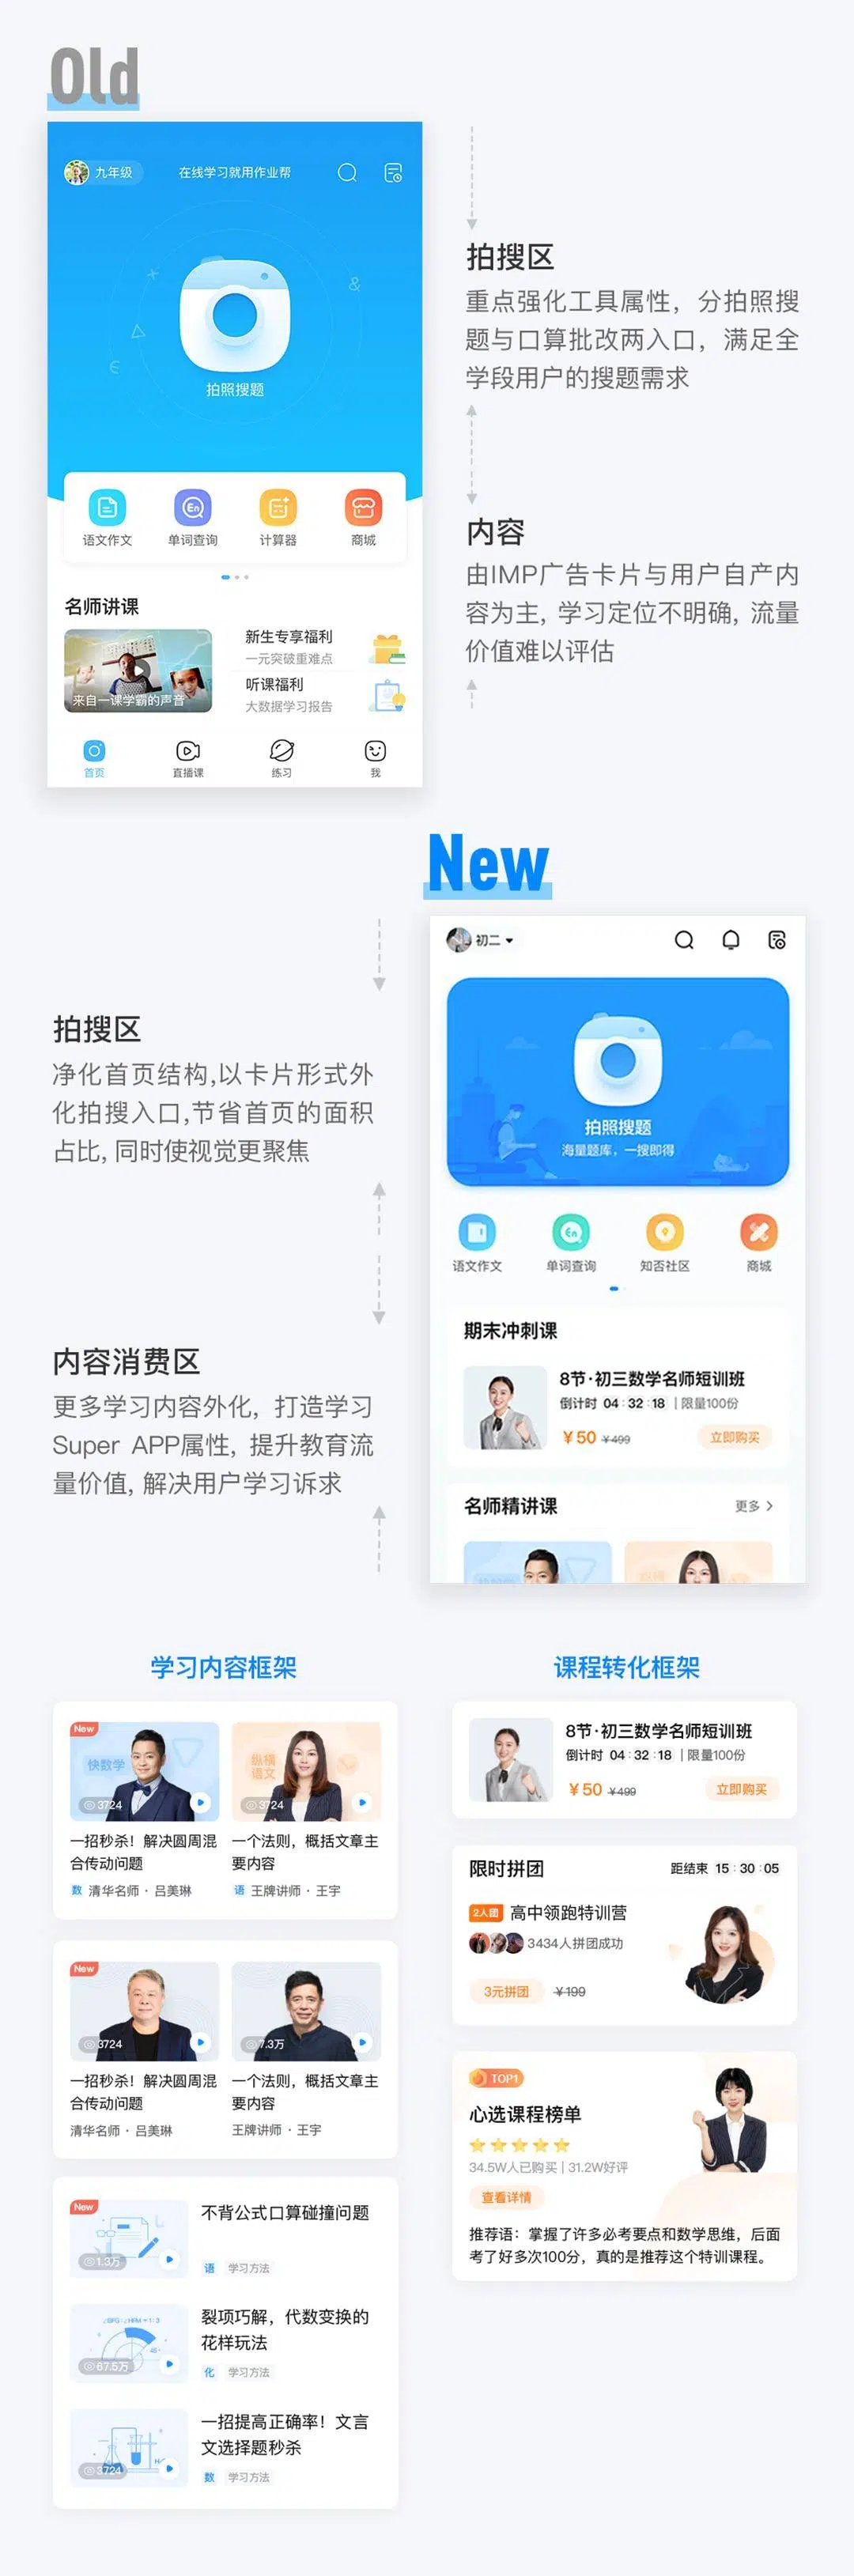 Old
九年级
在线学习就用作业帮
拍照搜题
语文作文
单词查询
计算器
商城
名师讲课
来自一课学霸的声音
新生专享福利
一元突破重难点
听课福利
大数据学习报告
首页
直播课
练习
我
拍搜区
重点强化工具属性，分拍照搜
题与口算批改两入口，满足全
学段用户的搜题需求
内容
由IMP广告卡片与用户自产内
容为主, 学习定位不明确, 流量
价值难以评估
New
拍搜区
净化首页结构,以卡片形式外
化拍搜入口,节省首页的面积
占比, 同时使视觉更聚焦
内容消费区
更多学习内容外化, 打造学习
Super APP属性, 提升教育流
量价值, 解决用户学习诉求
初二
拍照搜题
海量题库，一搜即得
语文作文
单词查询
知否社区
商城
期末冲刺课
8节·初三数学名师短训班
倒计时 04 : 32 : 18 | 限量100份
¥50 ¥499
立即购买
名师精讲课
更多
学习内容框架
New
快数学
3724
一招秒杀！解决圆周混
合传动问题
数 清华名师 · 吕美琳
纵横
语文
3724
一个法则，概括文章主
要内容
语 王牌讲师 · 王宇
New
3724
一招秒杀！解决圆周混
合传动问题
清华名师 · 吕美琳
7.3万
一个法则，概括文章主
要内容
王牌讲师 · 王宇
New
1.3万
不背公式口算碰撞问题
语 学习方法
67.5万
裂项巧解，代数变换的
花样玩法
化 学习方法
3724
一招提高正确率！文言
文选择题秒杀
数 学习方法
课程转化框架
8节·初三数学名师短训班
倒计时 04 : 32 : 18 | 限量100份
¥50 ¥499
立即购买
限时拼团
距结束 15 : 30 : 05
2人团 高中领跑特训营
3434人拼团成功
3元拼团 ¥199
TOP1
心选课程榜单
34.5W人已购买 | 31.2W好评
查看详情
推荐语：掌握了许多必考要点和数学思维，后面
考了好多次100分，真的是推荐这个特训课程。